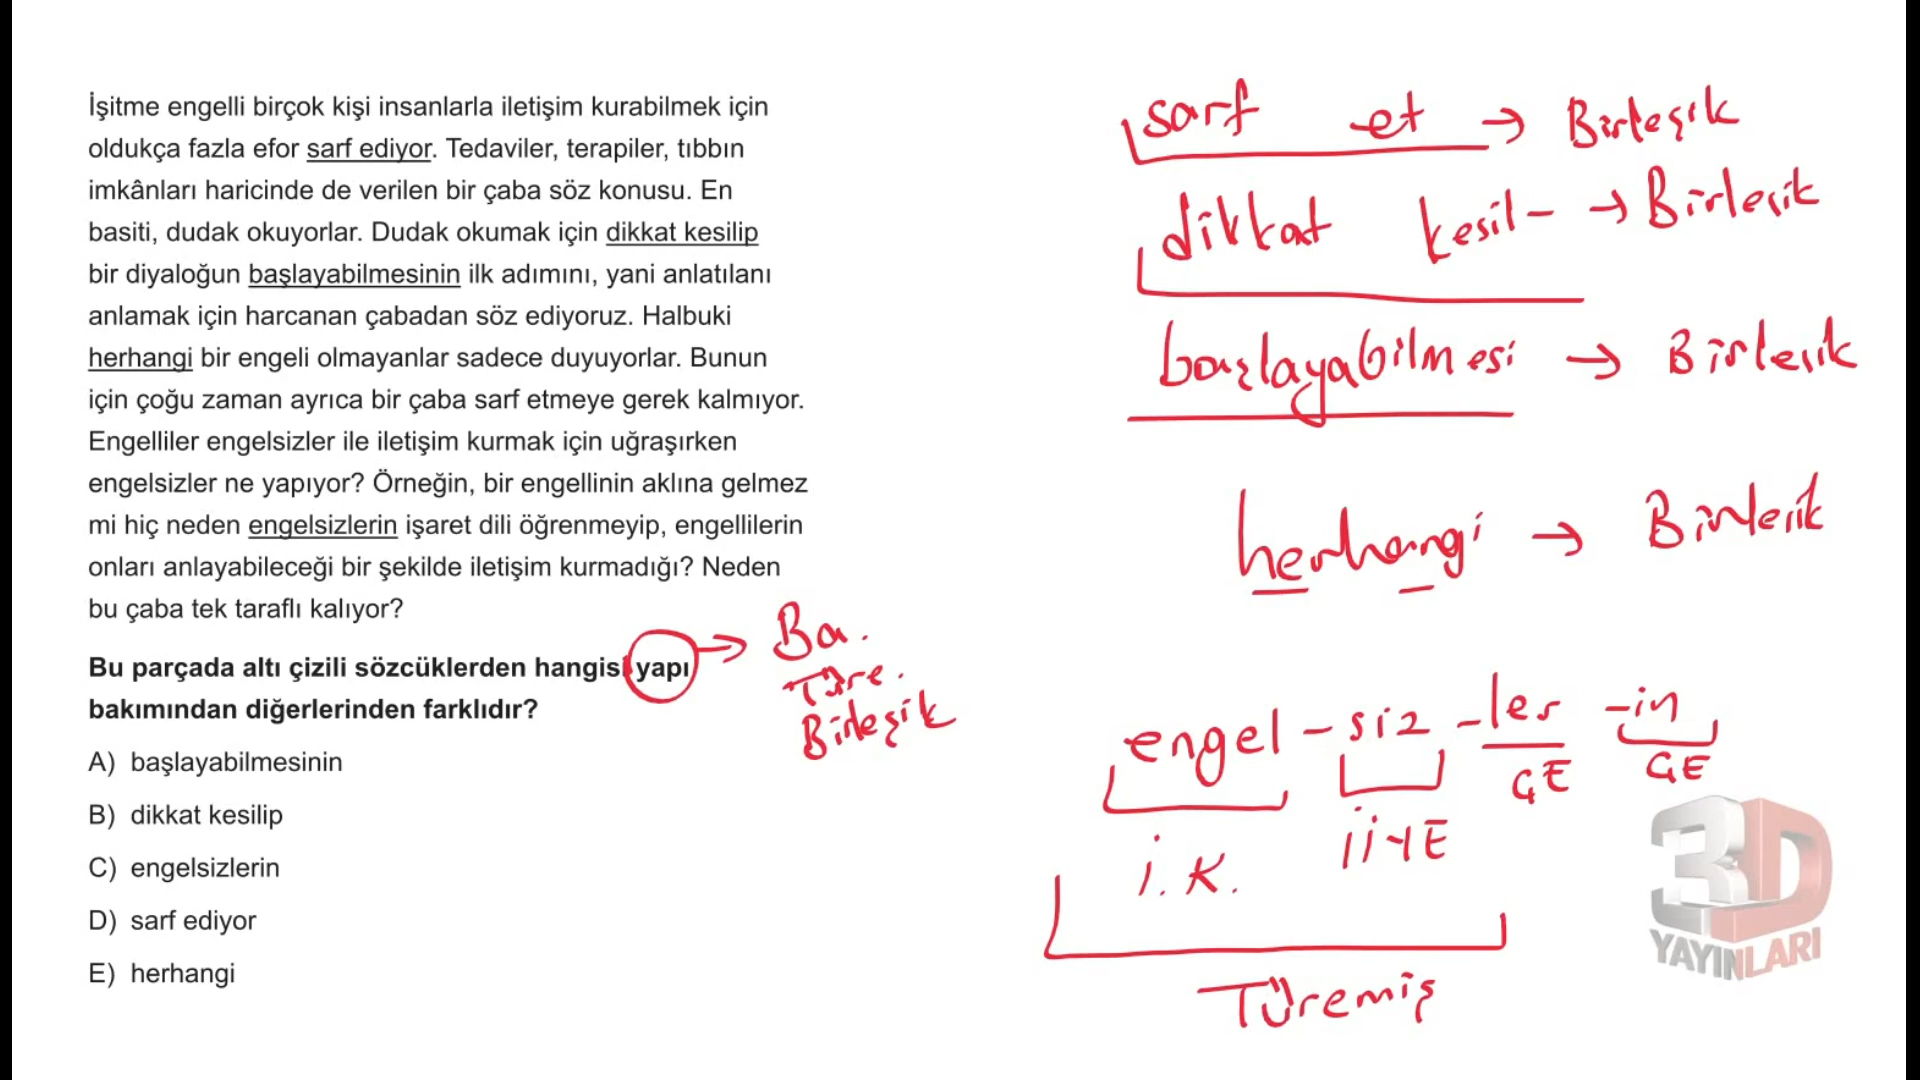 İşitme engelli birçok kişi insanlarla iletişim kurabilmek için
oldukça fazla efor sarf ediyor. Tedaviler, terapiler, tıbbın
imkânları haricinde de verilen bir çaba söz konusu. En
basiti, dudak okuyorlar. Dudak okumak için dikkat kesilip
bir diyaloğun başlayabilmesinin ilk adımını, yani anlatılanı
anlamak için harcanan çabadan söz ediyoruz. Halbuki
herhangi bir engeli olmayanlar sadece duyuyorlar. Bunun
için çoğu zaman ayrıca bir çaba sarf etmeye gerek kalmıyor.
Engelliler engelsizler ile iletişim kurmak için uğraşırken
engelsizler ne yapıyor? Örneğin, bir engellinin aklına gelmez
mi hiç neden engelsizlerin işaret dili öğrenmeyip, engellilerin
onları anlayabileceği bir şekilde iletişim kurmadığı? Neden
bu çaba tek taraflı kalıyor?
Bu parçada altı çizili sözcüklerden hangisi yapı
bakımından diğerlerinden farklıdır?
A) başlayabilmesinin
B) dikkat kesilip
C) engelsizlerin
D) sarf ediyor
E) herhangi
Ba.
Türe.
Birleşik
sarf et → Birleşik
dikkat kesil- → Birleşik
başlayabilmesi → Birleşik
herhangi → Birleşik
engel -siz -ler -in
ÇE ÇE
İ.K. İİYE
Türemiş
3D
YAYINLARI